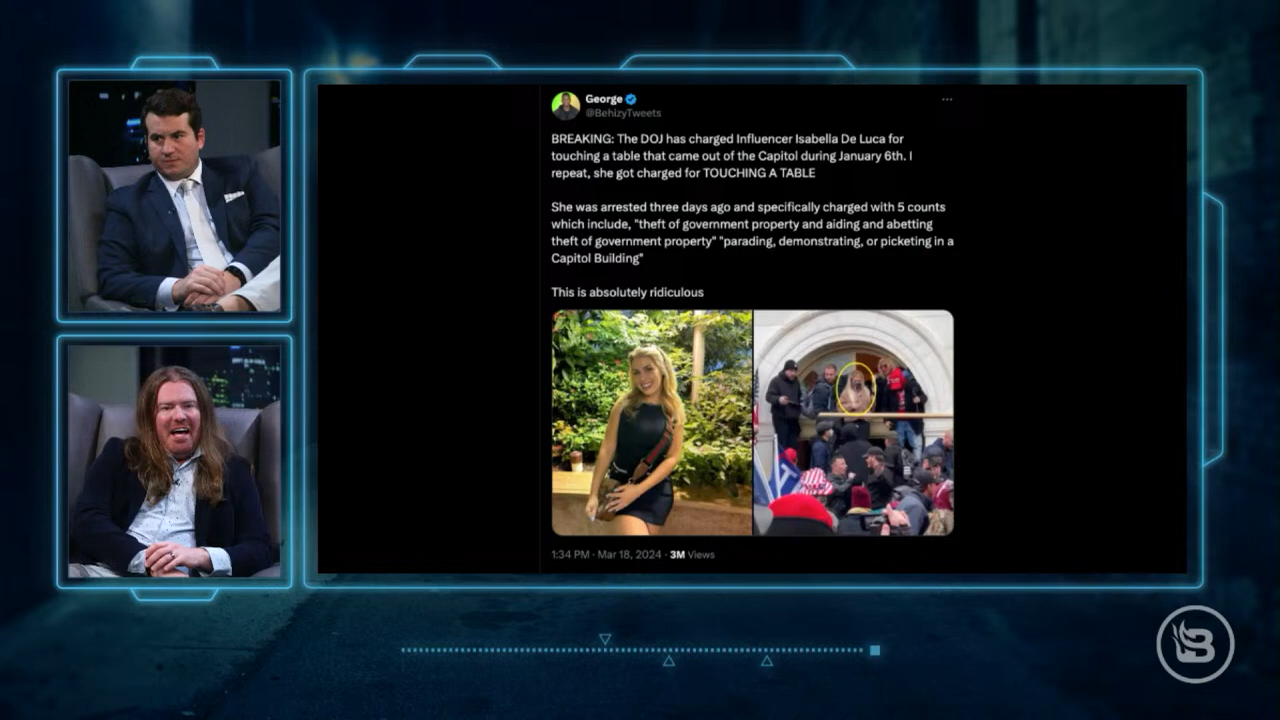 George
@BehizyTweets
BREAKING: The DOJ has charged Influencer Isabella De Luca for
touching a table that came out of the Capitol during January 6th. I
repeat, she got charged for TOUCHING A TABLE
She was arrested three days ago and specifically charged with 5 counts
which include, "theft of government property and aiding and abetting
theft of government property" "parading, demonstrating, or picketing in a
Capitol Building"
This is absolutely ridiculous
1:34 PM · Mar 18, 2024 · 3M Views
B